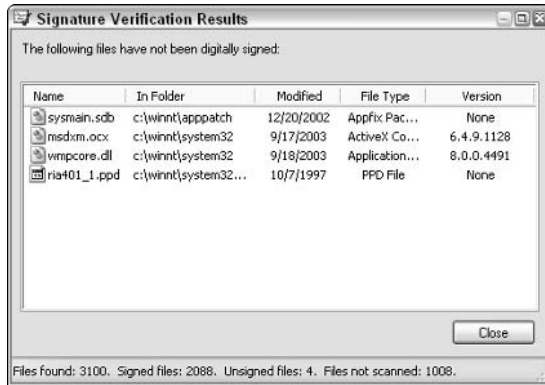 Signature Verification Results
The following files have not been digitally signed:
Name In Folder Modified File Type Version
sysmain.sdb c:\winnt\apppatch 12/20/2002 Appfix Pac... None
msdxm.ocx c:\winnt\system32 9/17/2003 ActiveX Co... 6.4.9.1128
wmpcore.dll c:\winnt\system32 9/18/2003 Application... 8.0.0.4491
ria401_1.ppd c:\winnt\system32... 10/7/1997 PPD File None
Close
Files found: 3100. Signed files: 2088. Unsigned files: 4. Files not scanned: 1008.